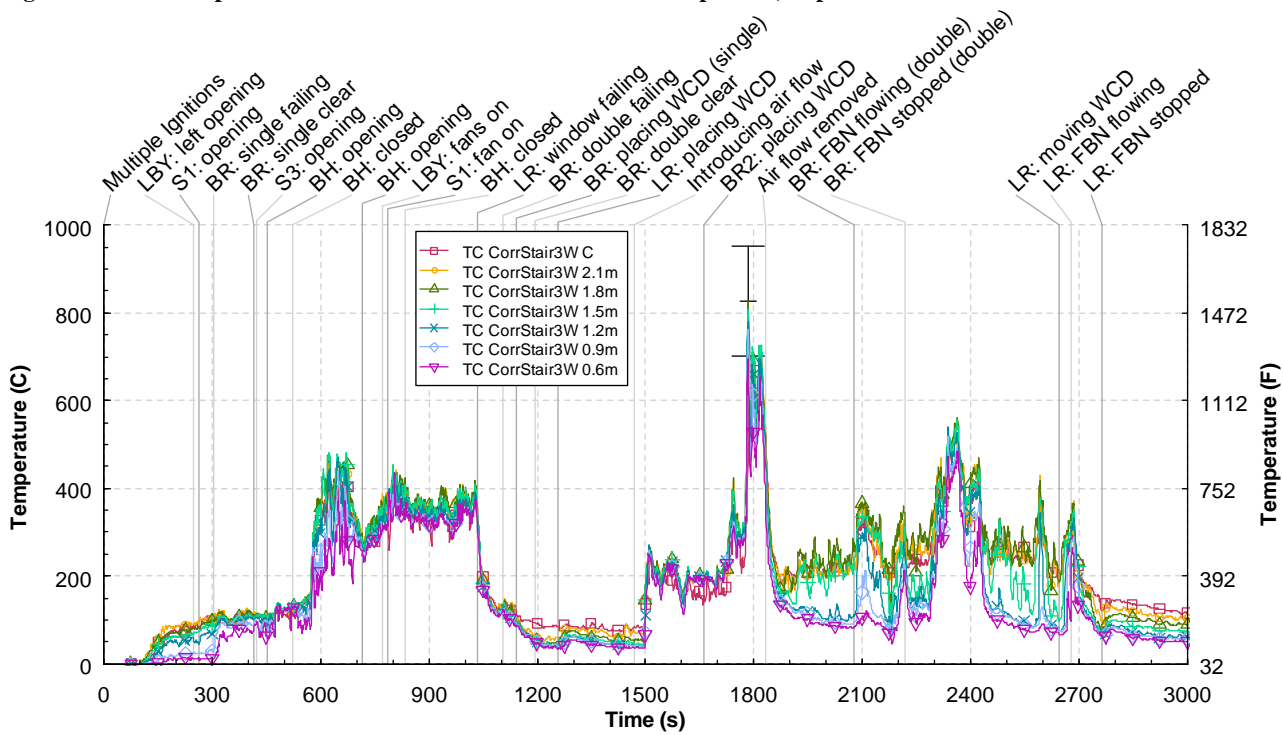 Multiple Ignitions
LBY: left opening
S1: opening
BR: single failing
BR: single clear
S3: opening
BH: opening
BH: closed
BH: opening
LBY: fans on
S1: fan on
BH: closed
LR: window failing
BR: double failing
BR: placing WCD (single)
BR: double clear
LR: placing WCD
Introducing air flow
BR2: placing WCD
Air flow removed
BR: FBN flowing (double)
BR: FBN stopped (double)
LR: moving WCD
LR: FBN flowing
LR: FBN stopped
1000
800
600
400
200
0
Temperature (C)
TC CorrStair3W C
TC CorrStair3W 2.1m
TC CorrStair3W 1.8m
TC CorrStair3W 1.5m
TC CorrStair3W 1.2m
TC CorrStair3W 0.9m
TC CorrStair3W 0.6m
1832
1472
1112
752
392
32
Temperature (F)
0 300 600 900 1200 1500 1800 2100 2400 2700 3000
Time (s)